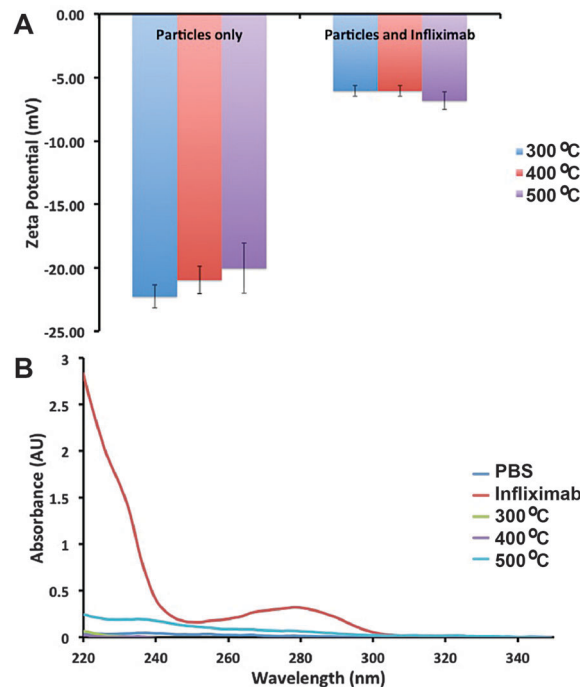 A
0.00
-5.00
-10.00
-15.00
-20.00
-25.00
Zeta Potential (mV)
Particles only
Particles and Infliximab
300 °C
400 °C
500 °C
B
3
2.5
2
1.5
1
0.5
0
Absorbance (AU)
PBS
Infliximab
300 °C
400 °C
500 °C
220 240 260 280 300 320 340
Wavelength (nm)